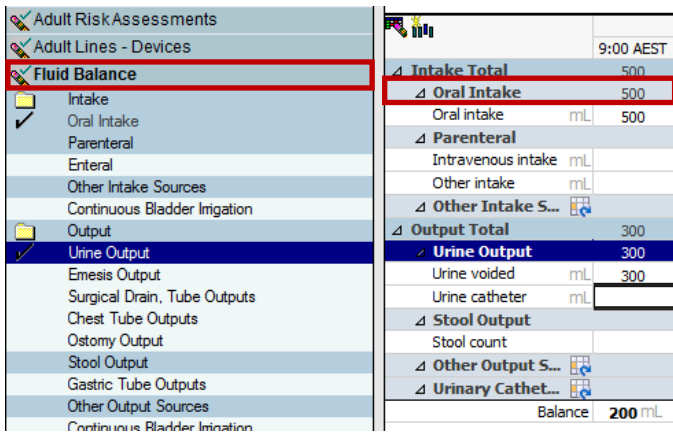 Adult Risk Assessments
Adult Lines - Devices
Fluid Balance
Intake
Oral Intake
Parenteral
Enteral
Other Intake Sources
Continuous Bladder Irrigation
Output
Urine Output
Emesis Output
Surgical Drain, Tube Outputs
Chest Tube Outputs
Ostomy Output
Stool Output
Gastric Tube Outputs
Other Output Sources
Continuous Bladder Irrigation
9:00 AEST
Intake Total 500
Oral Intake 500
Oral intake mL 500
Parenteral
Intravenous intake mL
Other intake mL
Other Intake S...
Output Total 300
Urine Output 300
Urine voided mL 300
Urine catheter mL
Stool Output
Stool count
Other Output S...
Urinary Cathet...
Balance 200 mL